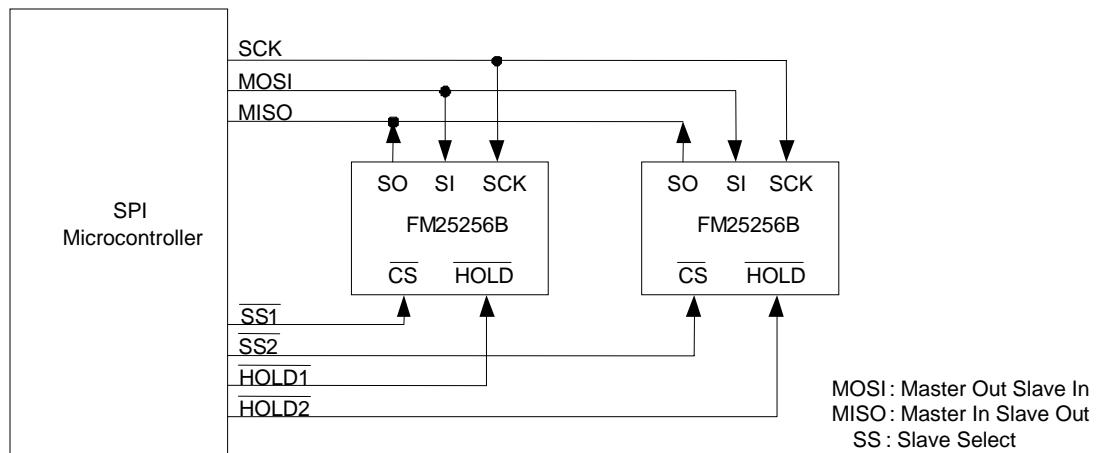 SCK
MOSI
MISO
SO SI SCK
SO SI SCK
SPI
Microcontroller
FM25256B
FM25256B
CS HOLD
CS HOLD
SS1
SS2
HOLD1
HOLD2
MOSI : Master Out Slave In
MISO : Master In Slave Out
SS : Slave Select